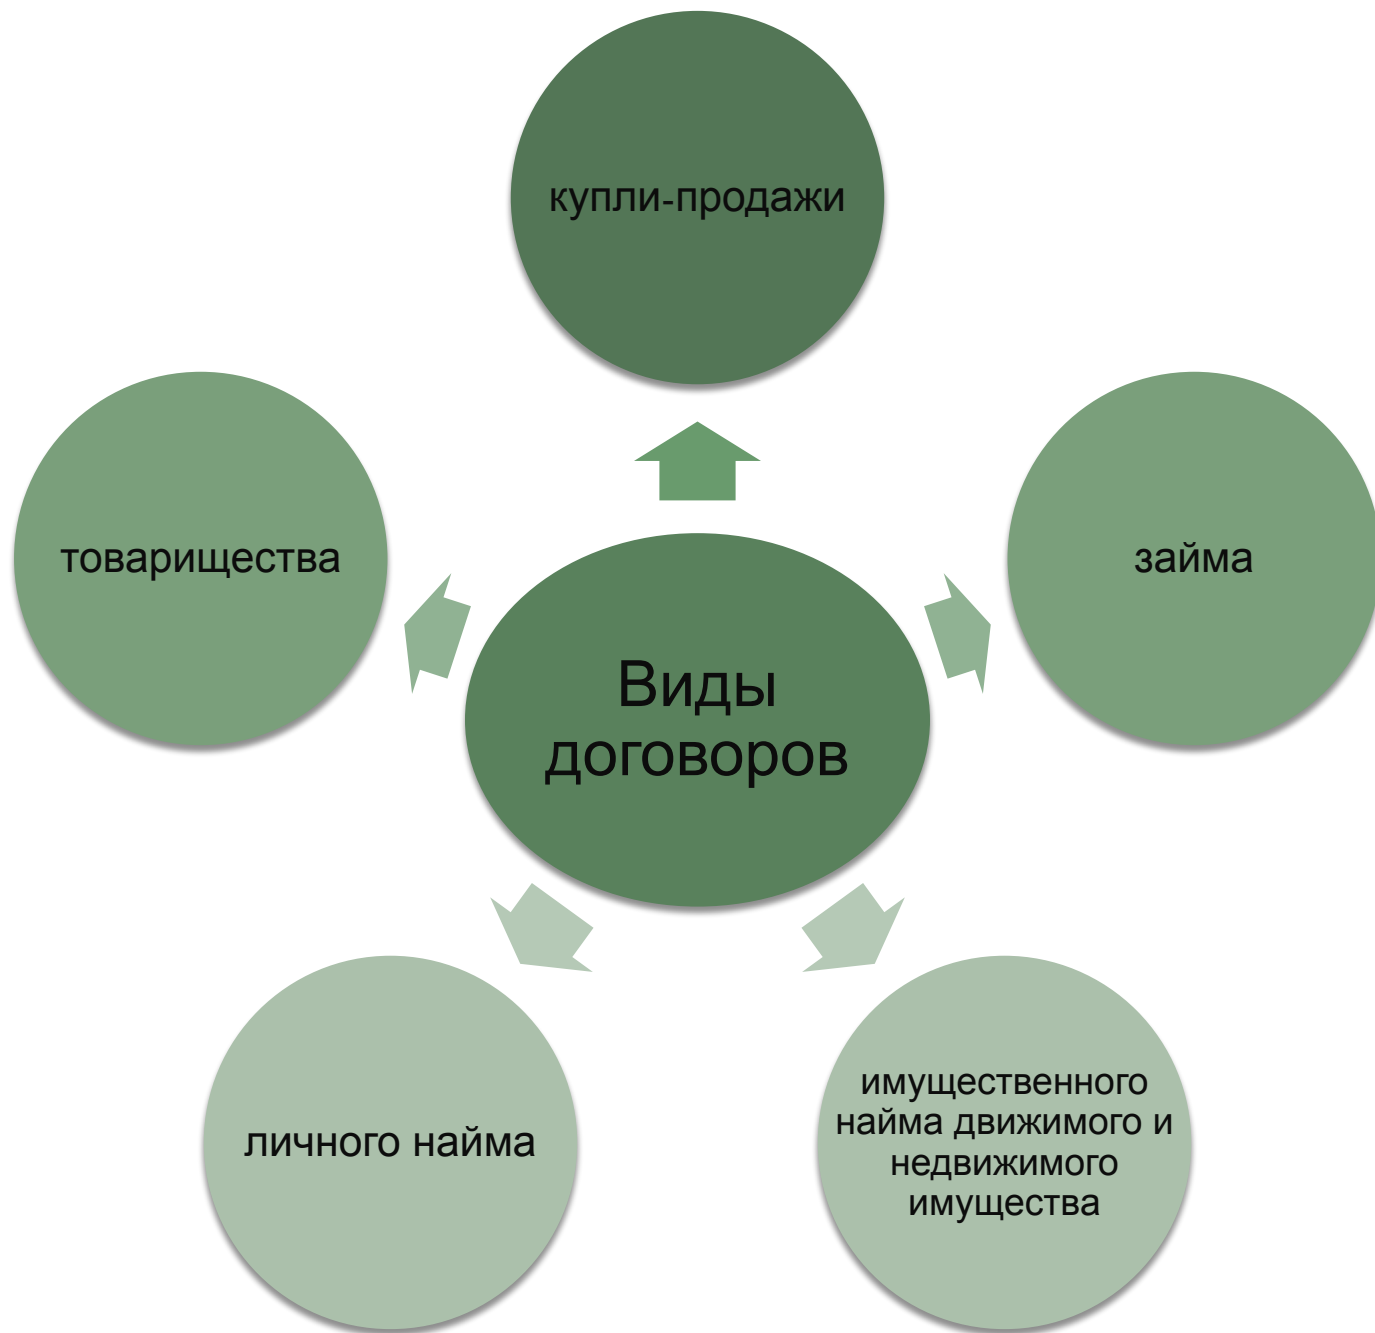 купли-продажи
товарищества
займа
Виды
договоров
личного найма
имущественного
найма движимого и
недвижимого
имущества